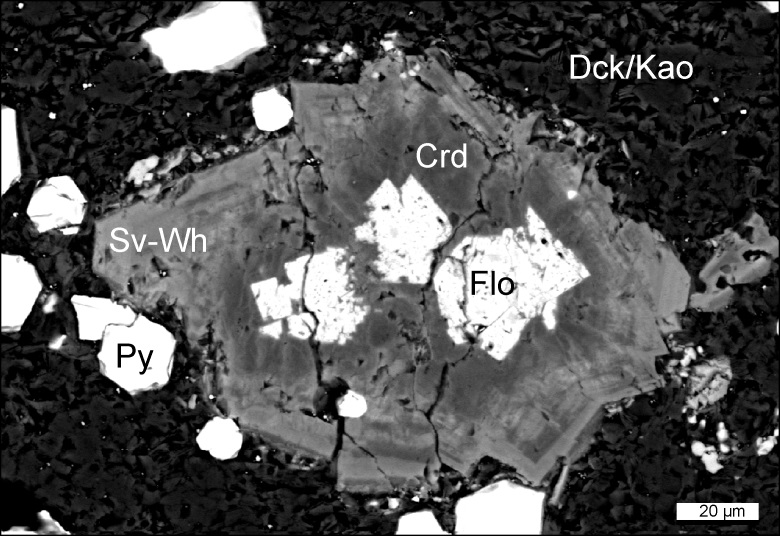 Dck/Kao
Crd
Sv-Wh
Flo
Py
20 µm